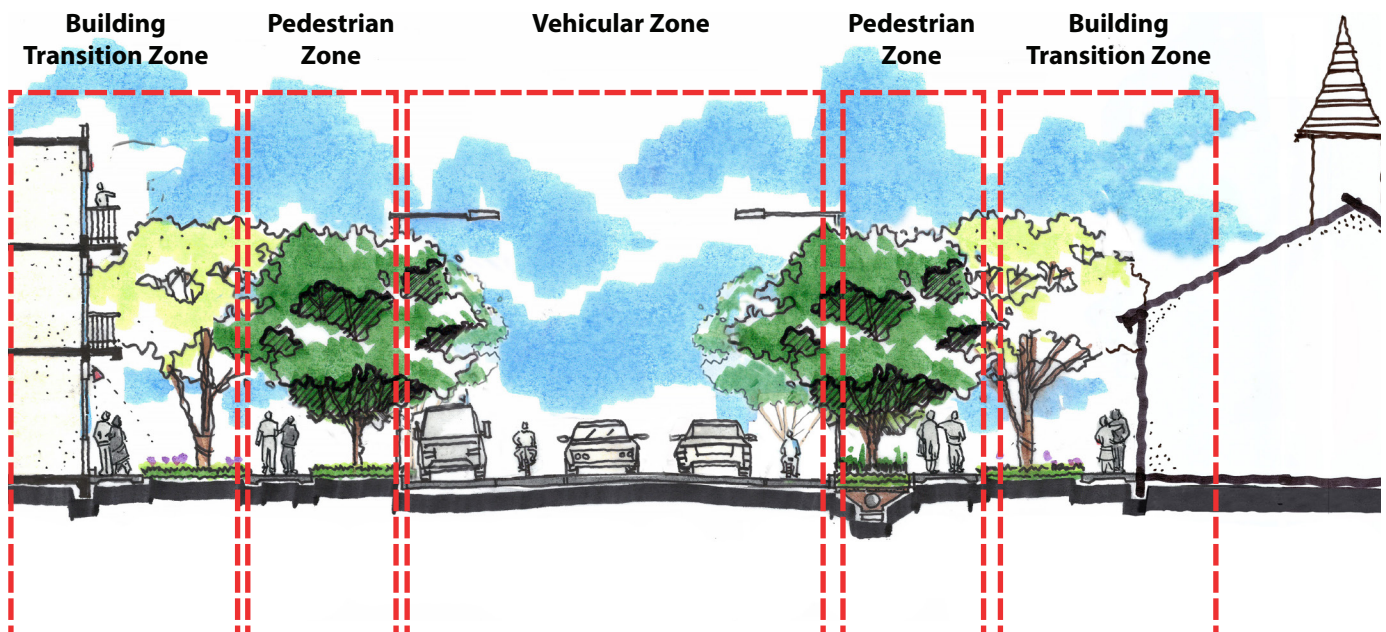 Building
Transition Zone
Pedestrian
Zone
Vehicular Zone
Pedestrian
Zone
Building
Transition Zone